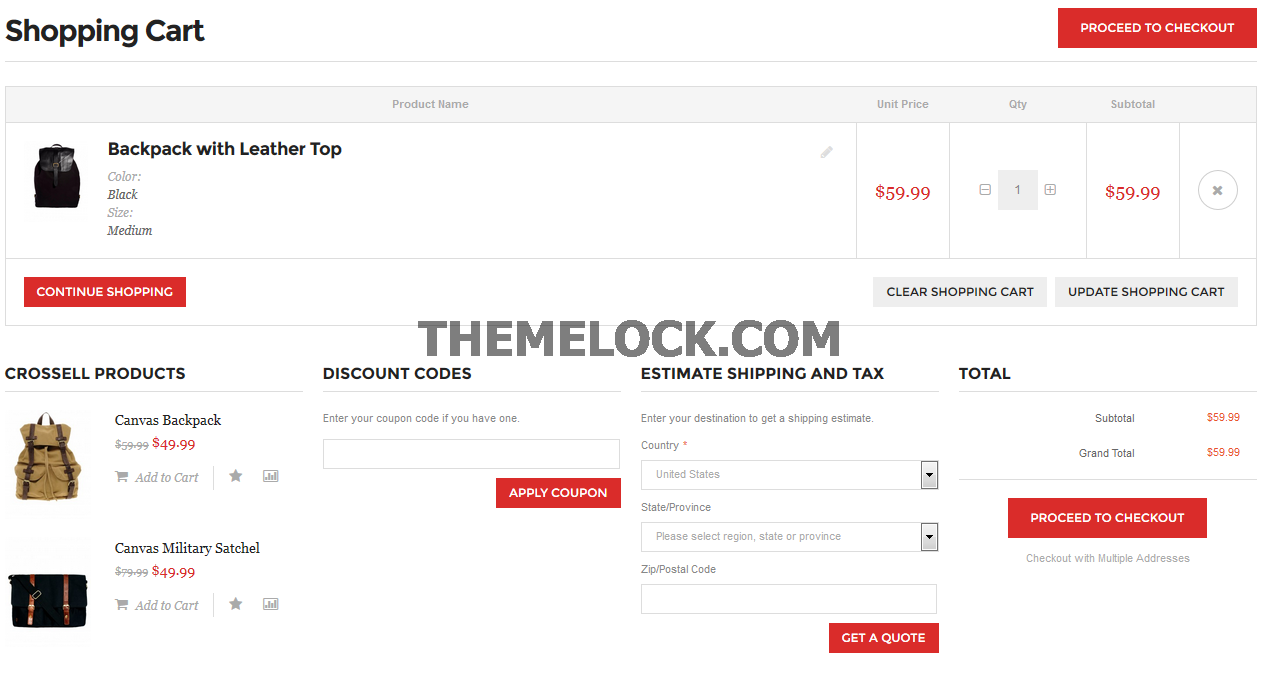 Shopping Cart
PROCEED TO CHECKOUT
Product Name
Unit Price
Qty
Subtotal
Backpack with Leather Top
Color:
Black
Size:
Medium
$59.99
1
$59.99
CONTINUE SHOPPING
CLEAR SHOPPING CART
UPDATE SHOPPING CART
THEMELOCK.COM
CROSSELL PRODUCTS
Canvas Backpack
$59.99 $49.99
Add to Cart
Canvas Military Satchel
$79.99 $49.99
Add to Cart
DISCOUNT CODES
Enter your coupon code if you have one.
APPLY COUPON
ESTIMATE SHIPPING AND TAX
Enter your destination to get a shipping estimate.
Country *
United States
State/Province
Please select region, state or province
Zip/Postal Code
GET A QUOTE
TOTAL
Subtotal $59.99
Grand Total $59.99
PROCEED TO CHECKOUT
Checkout with Multiple Addresses